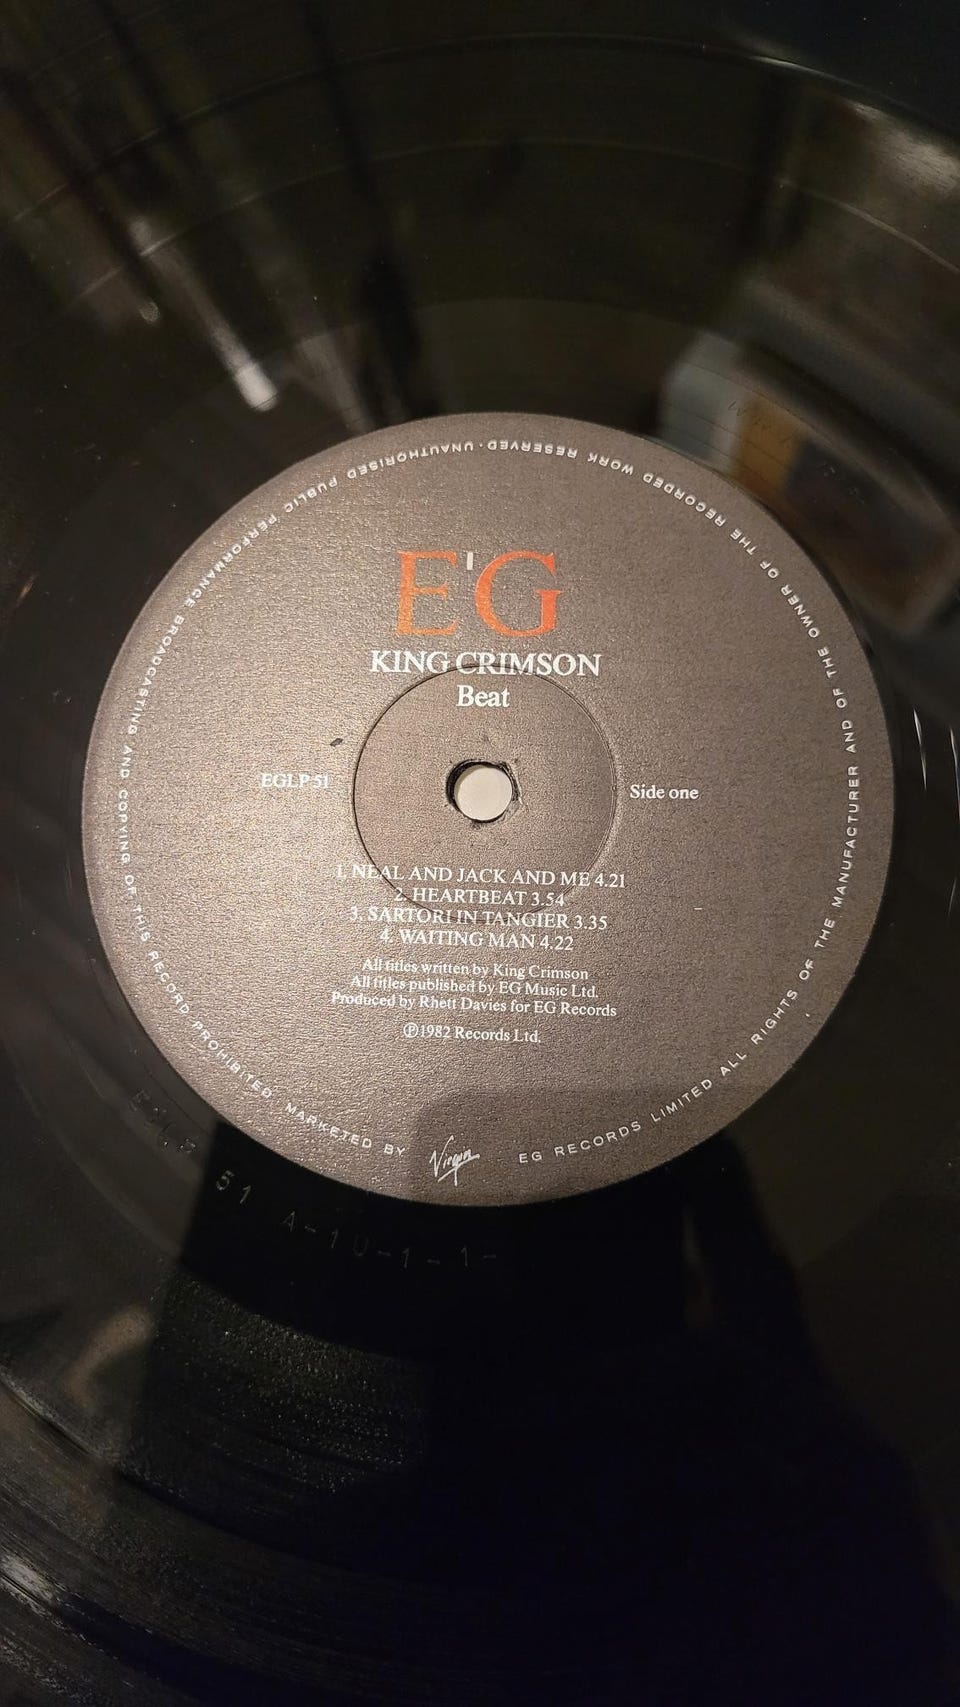 E'G
KING CRIMSON
Beat
EGLP 51
Side one
1. NEAL AND JACK AND ME 4.21
2. HEARTBEAT 3.54
3. SARTORI IN TANGIER 3.35
4. WAITING MAN 4.22
All titles written by King Crimson
All titles published by EG Music Ltd.
Produced by Rhett Davies for EG Records
℗1982 Records Ltd.
EG RECORDS LIMITED ALL RIGHTS OF THE MANUFACTURER AND OF THE OWNER OF THE RECORDED WORK RESERVED·UNAUTHORISED PUBLIC PERFORMANCE BROADCASTING AND COPYING OF THIS RECORD PROHIBITED MARKETED BY Virgin
51 A-1U-1-1-